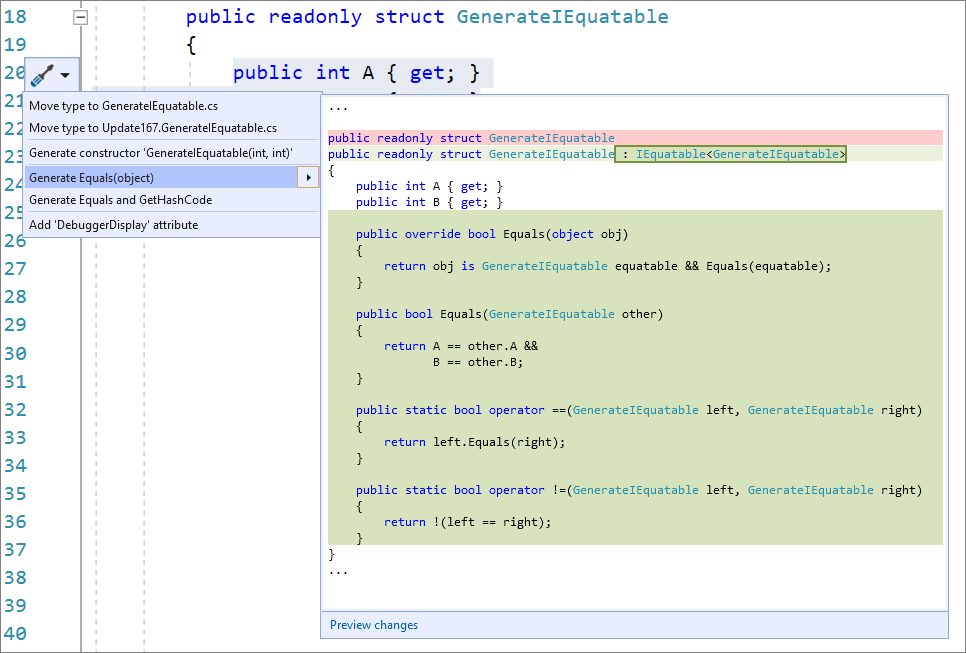 18 public readonly struct GenerateIEquatable
19 {
20 public int A { get; }
21
22
23
24
25
26
27
28
29
30
31
32
33
34
35
36
37
38
39
40
Move type to GenerateIEquatable.cs
Move type to Update167.GenerateIEquatable.cs
Generate constructor 'GenerateIEquatable(int, int)'
Generate Equals(object)
Generate Equals and GetHashCode
Add 'DebuggerDisplay' attribute
...
public readonly struct GenerateIEquatable
public readonly struct GenerateIEquatable : IEquatable<GenerateIEquatable>
{
public int A { get; }
public int B { get; }
public override bool Equals(object obj)
{
return obj is GenerateIEquatable equatable && Equals(equatable);
}
public bool Equals(GenerateIEquatable other)
{
return A == other.A &&
B == other.B;
}
public static bool operator ==(GenerateIEquatable left, GenerateIEquatable right)
{
return left.Equals(right);
}
public static bool operator !=(GenerateIEquatable left, GenerateIEquatable right)
{
return !(left == right);
}
}
...
Preview changes